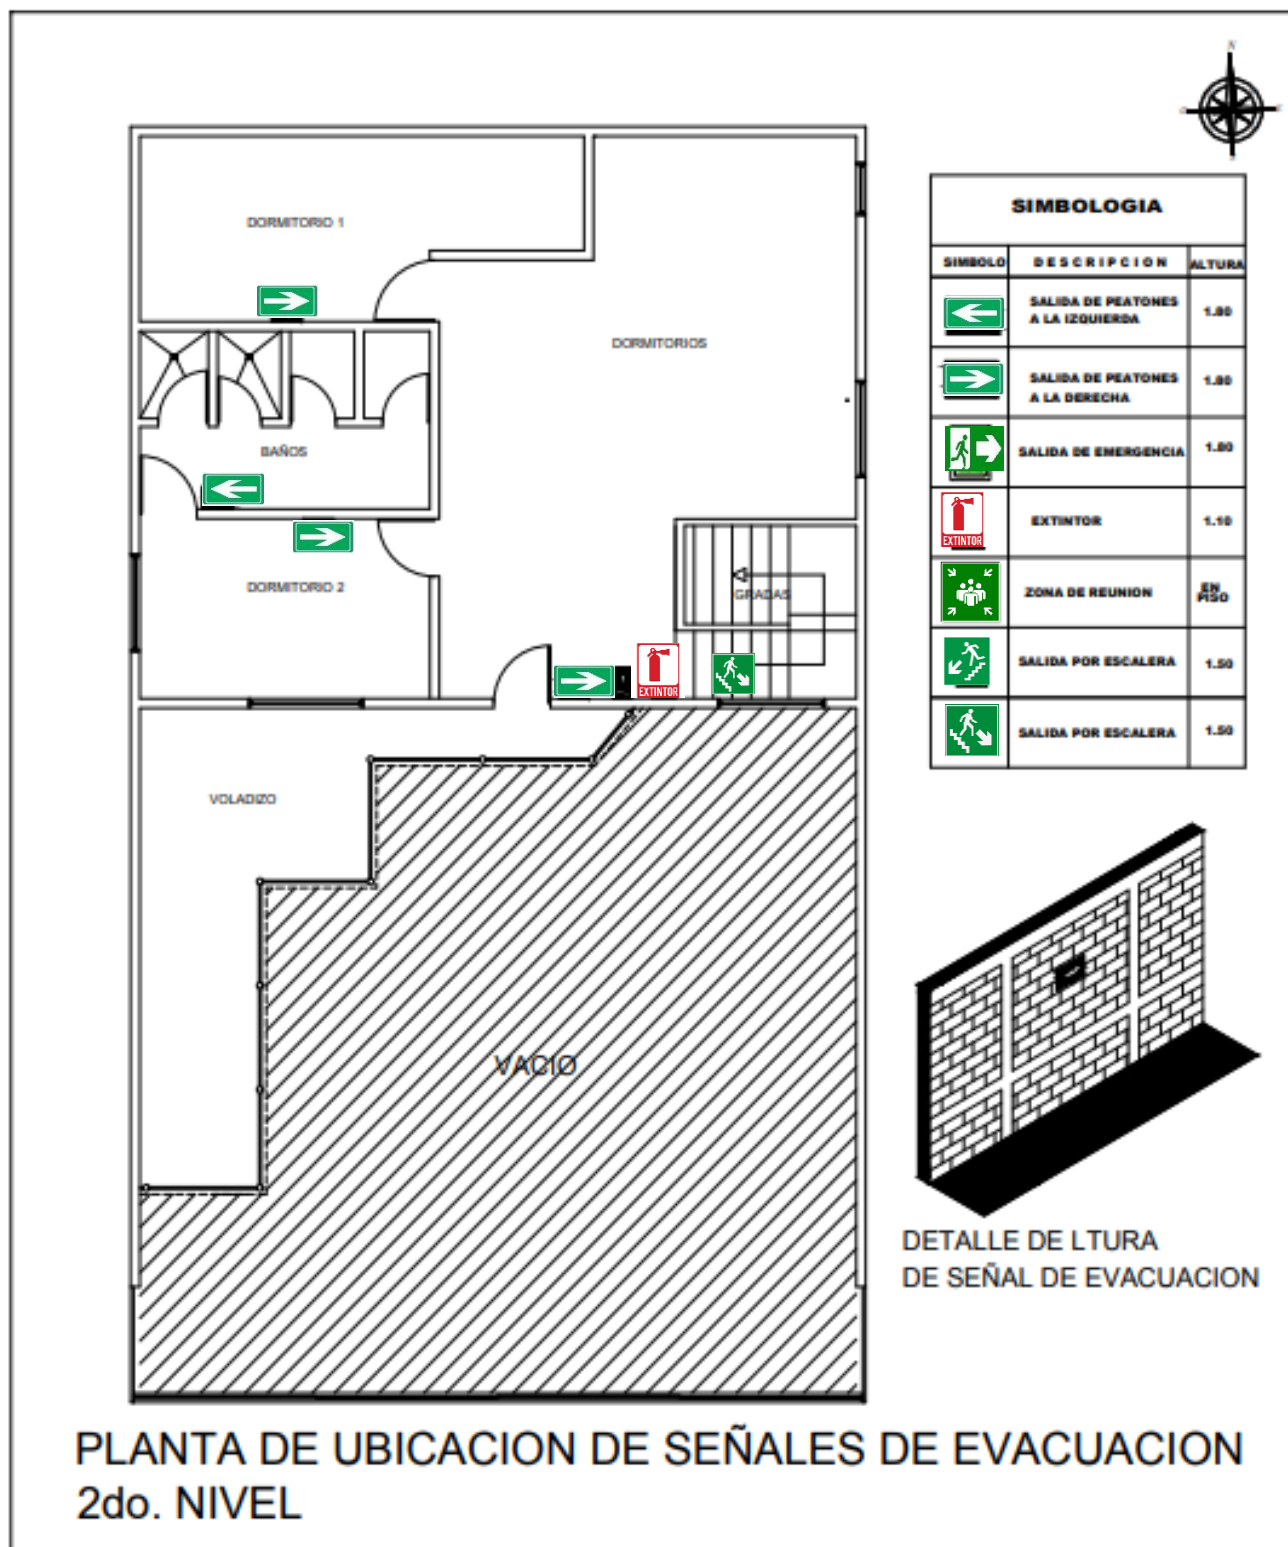 N
DORMITORIO 1
DORMITORIOS
BAÑOS
DORMITORIO 2
GRADAS
EXTINTOR
VOLADIZO
VACIO
SIMBOLOGIA
SIMBOLO DESCRIPCION ALTURA
SALIDA DE PEATONES
A LA IZQUIERDA
1.80
SALIDA DE PEATONES
A LA DERECHA
1.80
SALIDA DE EMERGENCIA 1.80
EXTINTOR
EXTINTOR 1.10
ZONA DE REUNION
EN
PISO
SALIDA POR ESCALERA 1.50
SALIDA POR ESCALERA 1.50
DETALLE DE LTURA
DE SEÑAL DE EVACUACION
PLANTA DE UBICACION DE SEÑALES DE EVACUACION
2do. NIVEL